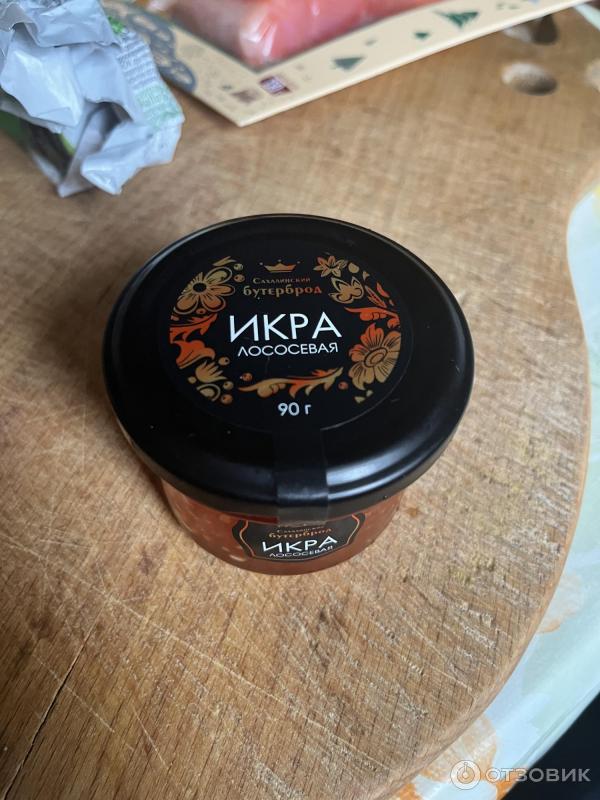 Сахалинский
бутерброд
ИКРА
ЛОСОСЕВАЯ
90 г
Сахалинский
бутерброд
ИКРА
ЛОСОСЕВАЯ
ОТЗОВИК